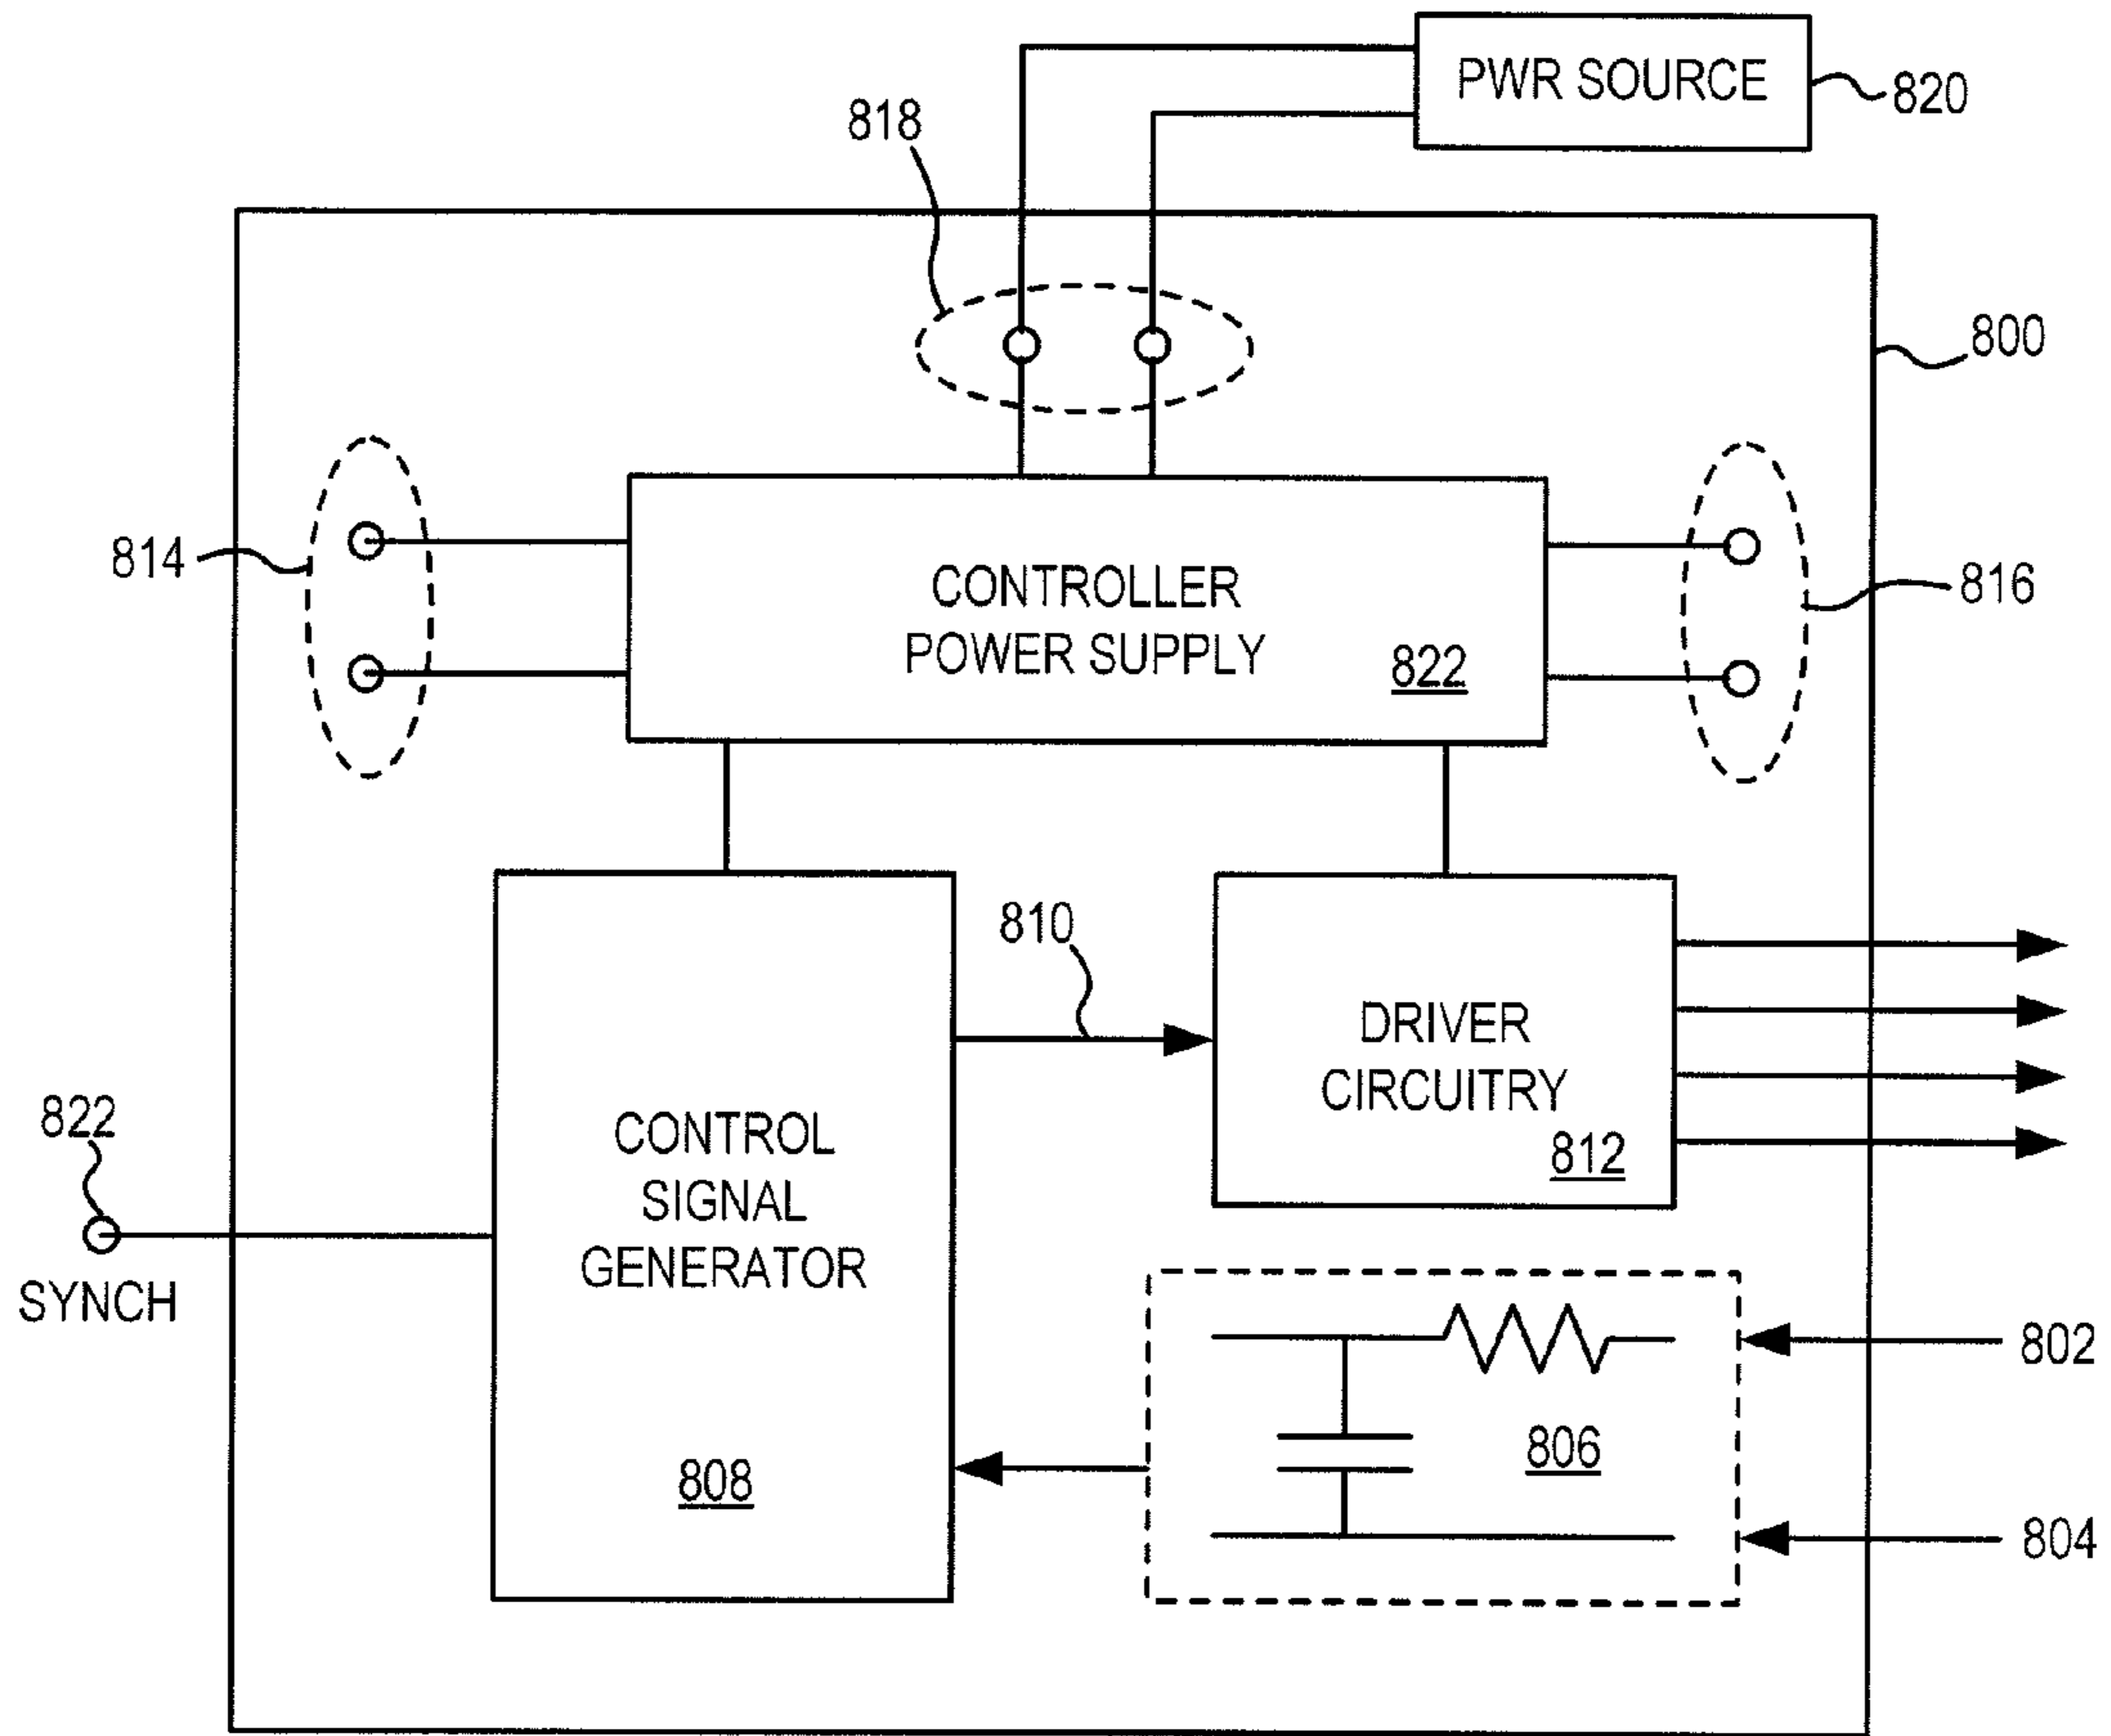 PWR SOURCE
820
818
800
814
816
CONTROLLER
POWER SUPPLY
822
810
DRIVER
CIRCUITRY
812
822
SYNCH
CONTROL
SIGNAL
GENERATOR
808
802
806
804